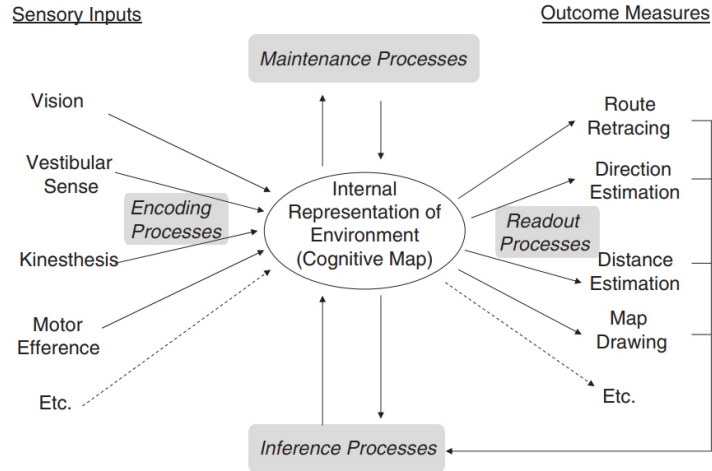 Sensory Inputs
Outcome Measures
Maintenance Processes
Vision
Vestibular
Sense
Kinesthesis
Motor
Efference
Etc.
Encoding
Processes
Internal
Representation of
Environment
(Cognitive Map)
Readout
Processes
Route
Retracing
Direction
Estimation
Distance
Estimation
Map
Drawing
Etc.
Inference Processes